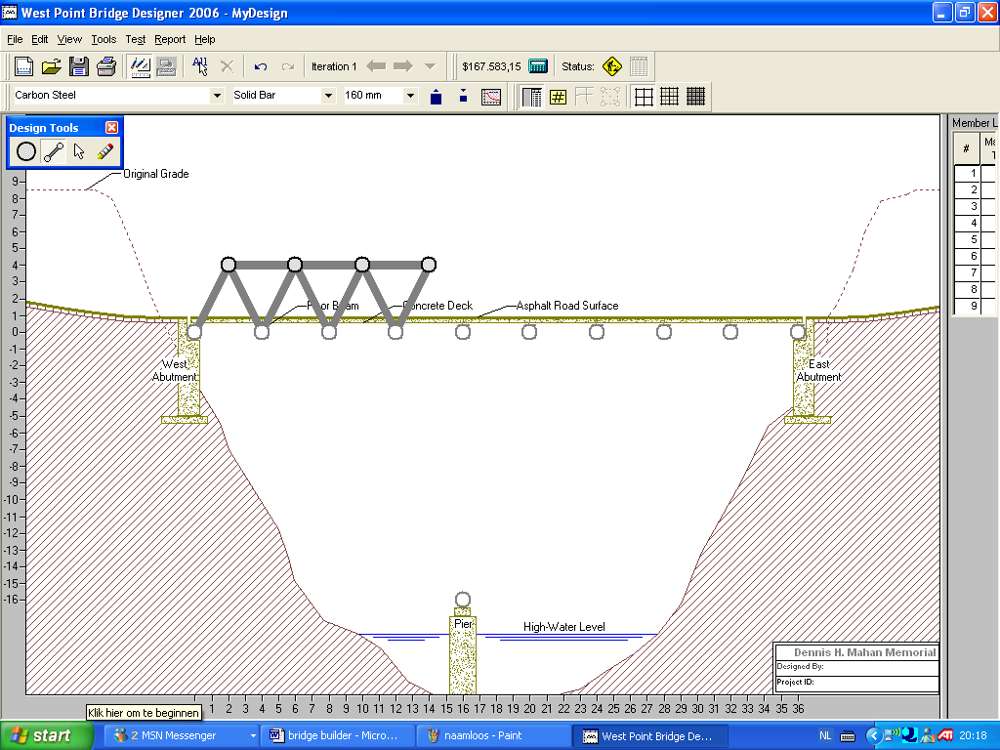 West Point Bridge Designer 2006 - MyDesign
File Edit View Tools Test Report Help
Iteration 1 $167.583,15 Status:
Carbon Steel Solid Bar 160 mm
Design Tools
Member L
# Ma
T
1
2
3
4
5
6
7
8
9
Original Grade
9
8
7
6
5
4
3
2
1
0
-1
-2
-3
-4
-5
-6
-7
-8
-9
-10
-11
-12
-13
-14
-15
-16
Floor Beam Concrete Deck Asphalt Road Surface
West
Abutment
East
Abutment
Pier
High-Water Level
Dennis H. Mahan Memorial
Designed By:
Project ID:
1 2 3 4 5 6 7 8 9 10 11 12 13 14 15 16 17 18 19 20 21 22 23 24 25 26 27 28 29 30 31 32 33 34 35 36
Klik hier om te beginnen
start 2 MSN Messenger bridge builder - Micro... naamloos - Paint West Point Bridge De... NL 20:18